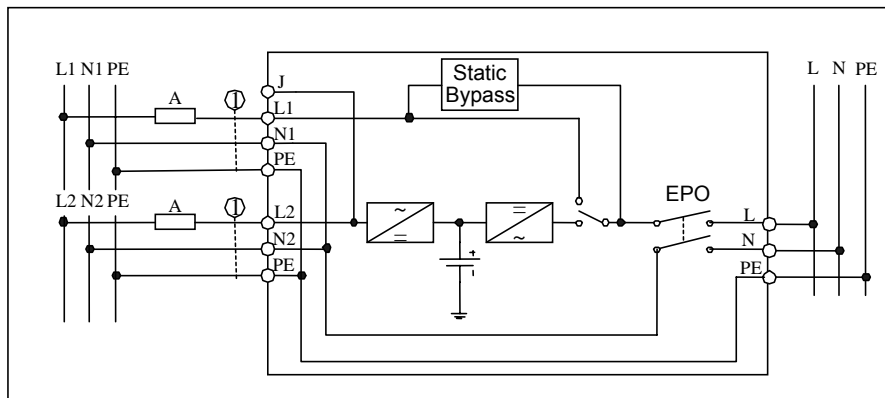 L1 N1 PE
A
1
J
L1
N1
PE
Static
Bypass
L N PE
L2 N2 PE
A
1
L2
N2
PE
~
=
=
~
+
-
EPO
L
N
PE